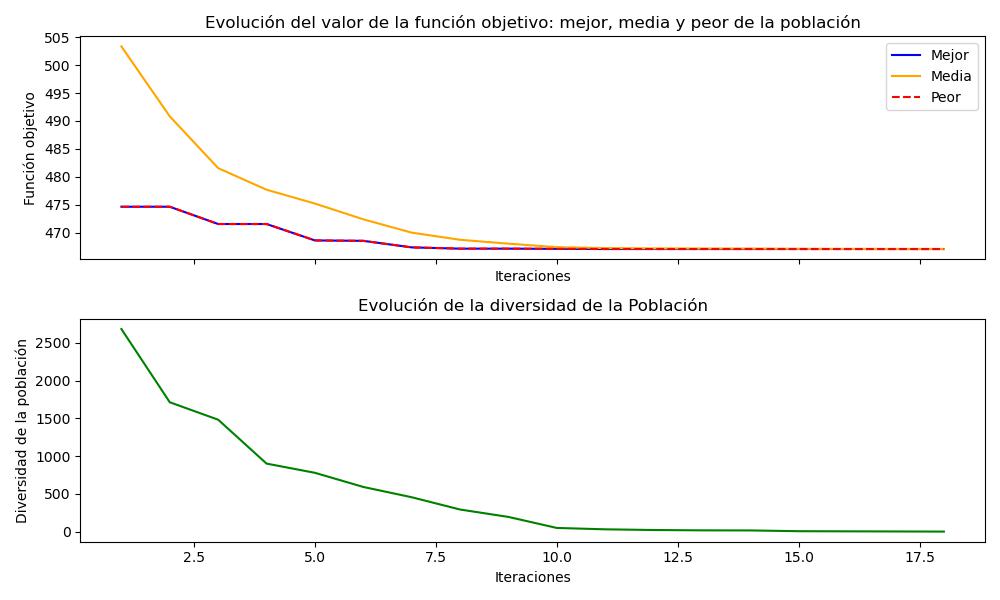 Evolución del valor de la función objetivo: mejor, media y peor de la población
505
500
495
490
485
480
475
470
Función objetivo
Mejor
Media
Peor
Iteraciones
Evolución de la diversidad de la Población
2500
2000
1500
1000
500
0
Diversidad de la población
2.5
5.0
7.5
10.0
12.5
15.0
17.5
Iteraciones